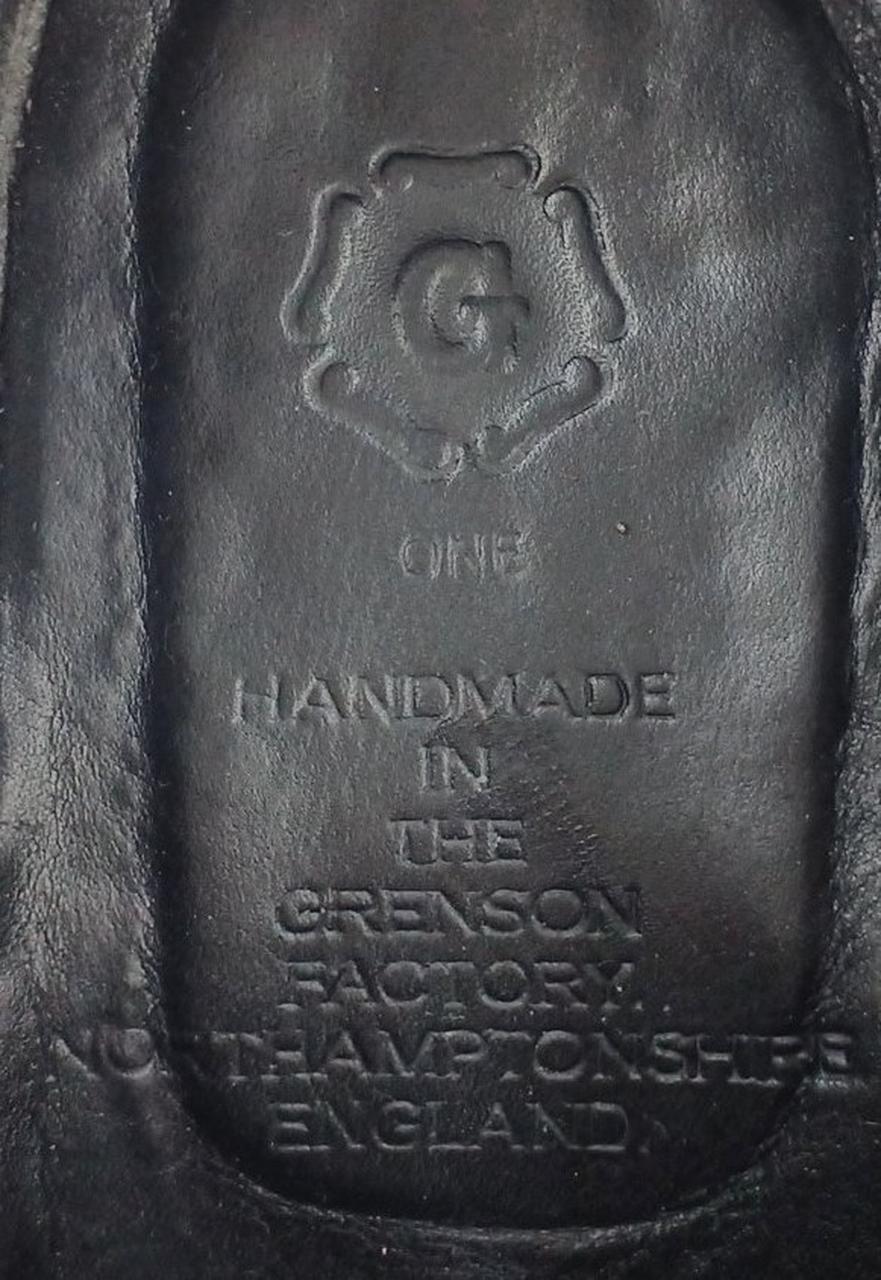 G
ONE
HANDMADE
IN
THE
GRENSON
FACTORY.
NORTHAMPTONSHIRE
ENGLAND.